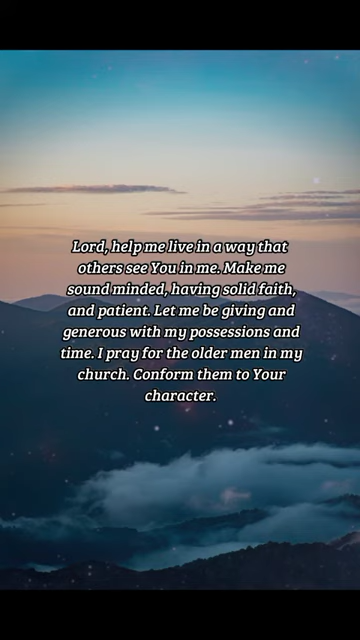 Lord, help me live in a way that
others see You in me. Make me
sound minded, having solid faith,
and patient. Let me be giving and
generous with my possessions and
time. I pray for the older men in my
church. Conform them to Your
character.